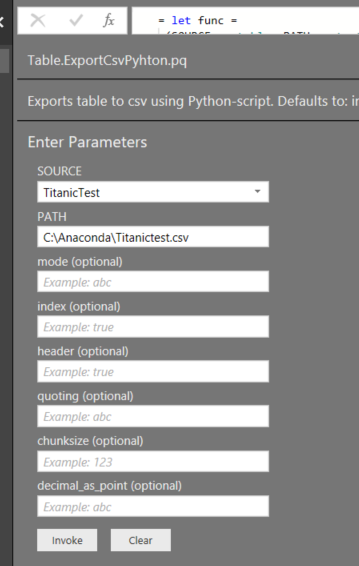 fx
= let func =
Table.ExportCsvPyhton.pq
Exports table to csv using Python-script. Defaults to:
Enter Parameters
SOURCE
TitanicTest
PATH
C:\Anaconda\Titanictest.csv
mode (optional)
Example: abc
index (optional)
Example: true
header (optional)
Example: true
quoting (optional)
Example: abc
chunksize (optional)
Example: 123
decimal_as_point (optional)
Example: abc
Invoke Clear